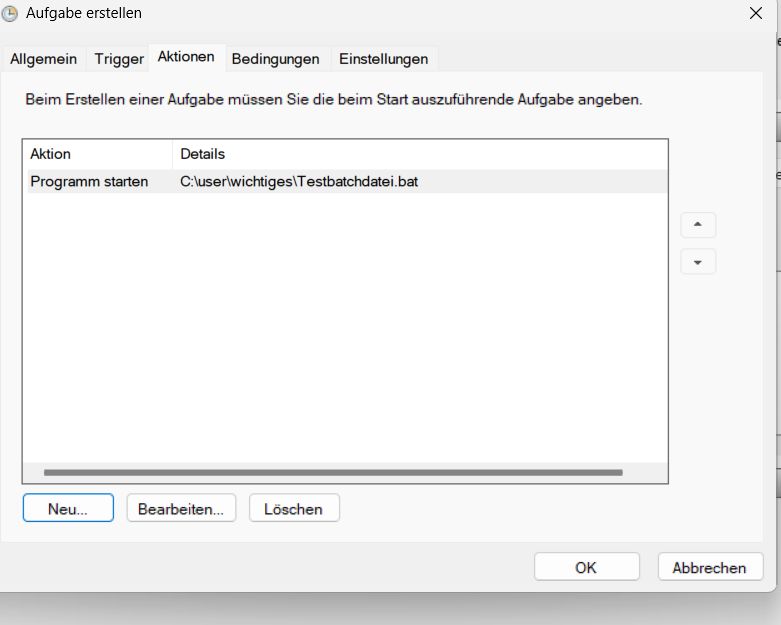 Aufgabe erstellen
Allgemein Trigger Aktionen Bedingungen Einstellungen
Beim Erstellen einer Aufgabe müssen Sie die beim Start auszuführende Aufgabe angeben.
Aktion Details
Programm starten C:\user\wichtiges\Testbatchdatei.bat
Neu... Bearbeiten... Löschen
OK Abbrechen